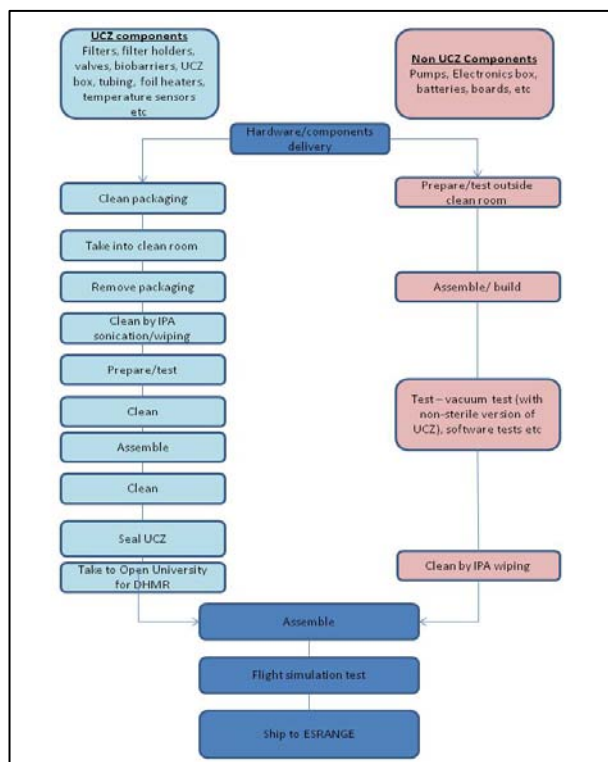 UCZ components
Filters, filter holders,
valves, biobarriers, UCZ
box, tubing, foil heaters,
temperature sensors
etc
Non UCZ Components
Pumps, Electronics box,
batteries, boards, etc
Hardware/components
delivery
Clean packaging
Take into clean room
Remove packaging
Clean by IPA
sonication/wiping
Prepare/test
Clean
Assemble
Clean
Seal UCZ
Take to Open University
for DHMR
Prepare/test outside
clean room
Assemble/ build
Test – vacuum test (with
non-sterile version of
UCZ), software tests etc
Clean by IPA wiping
Assemble
Flight simulation test
Ship to ESRANGE